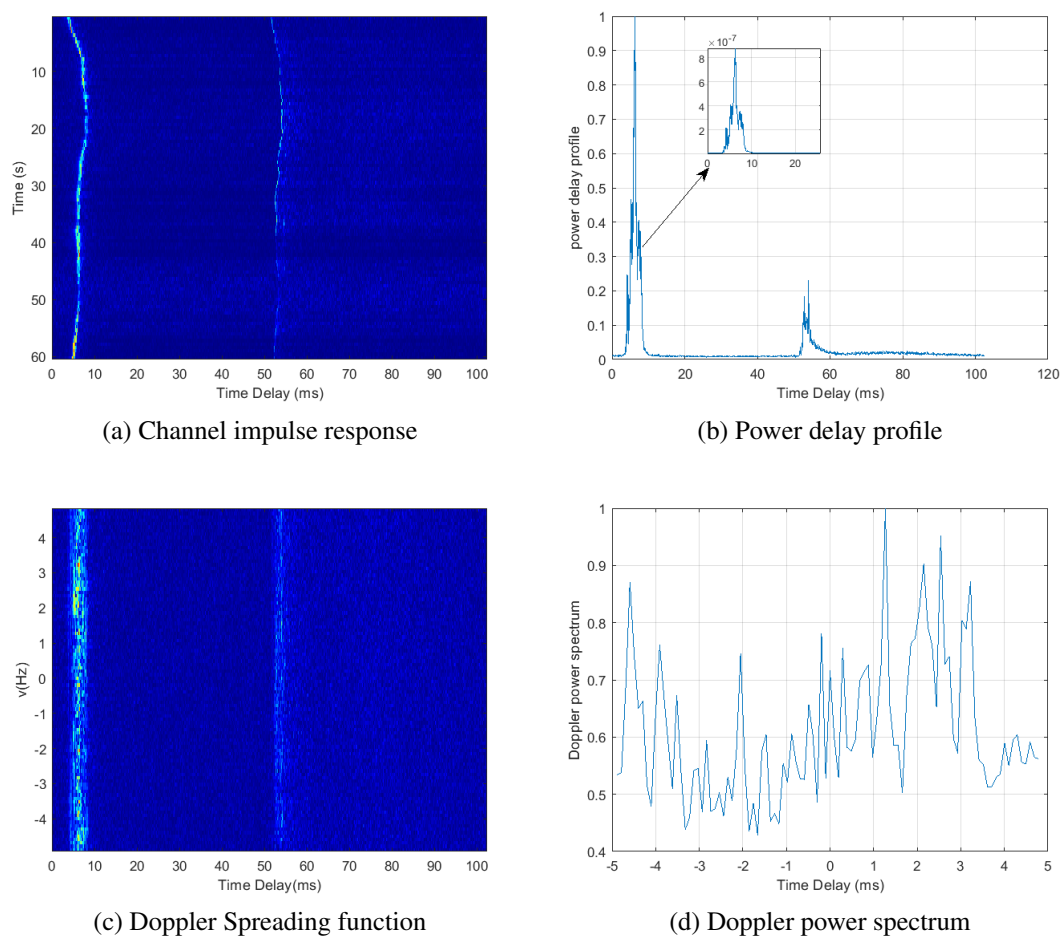 10
20
30
40
50
60
Time (s)
0 10 20 30 40 50 60 70 80 90 100
Time Delay (ms)
(a) Channel impulse response
1
0.9
0.8
0.7
0.6
0.5
0.4
0.3
0.2
0.1
0
power delay profile
×10⁻⁷
8
6
4
2
0 10 20
0 20 40 60 80 100 120
Time Delay (ms)
(b) Power delay profile
4
3
2
1
0
-1
-2
-3
-4
v(Hz)
0 10 20 30 40 50 60 70 80 90 100
Time Delay(ms)
(c) Doppler Spreading function
1
0.9
0.8
0.7
0.6
0.5
0.4
Doppler power spectrum
-5 -4 -3 -2 -1 0 1 2 3 4 5
Time Delay (ms)
(d) Doppler power spectrum